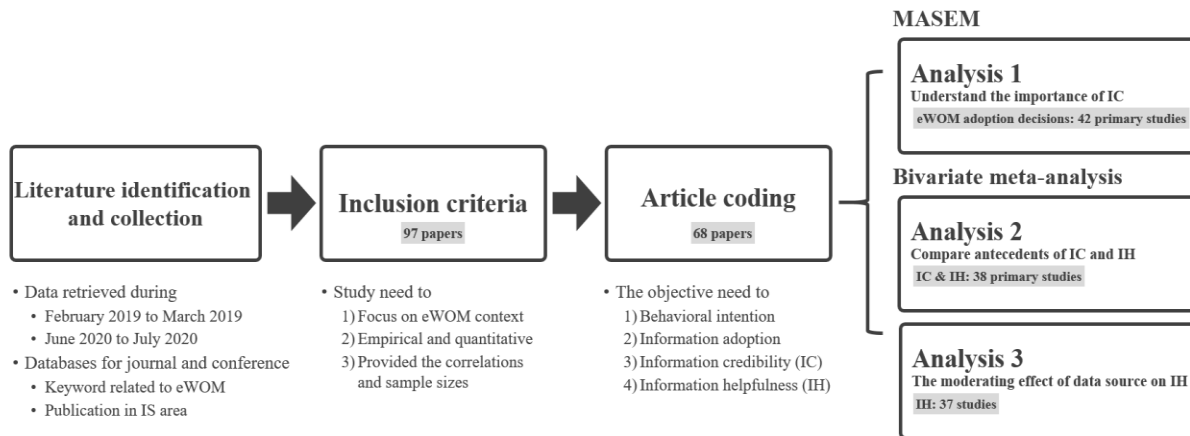 Literature identification
and collection
• Data retrieved during
• February 2019 to March 2019
• June 2020 to July 2020
• Databases for journal and conference
• Keyword related to eWOM
• Publication in IS area
Inclusion criteria
97 papers
• Study need to
1) Focus on eWOM context
2) Empirical and quantitative
3) Provided the correlations
and sample sizes
Article coding
68 papers
• The objective need to
1) Behavioral intention
2) Information adoption
3) Information credibility (IC)
4) Information helpfulness (IH)
MASEM
Analysis 1
Understand the importance of IC
eWOM adoption decisions: 42 primary studies
Bivariate meta-analysis
Analysis 2
Compare antecedents of IC and IH
IC & IH: 38 primary studies
Analysis 3
The moderating effect of data source on IH
IH: 37 studies